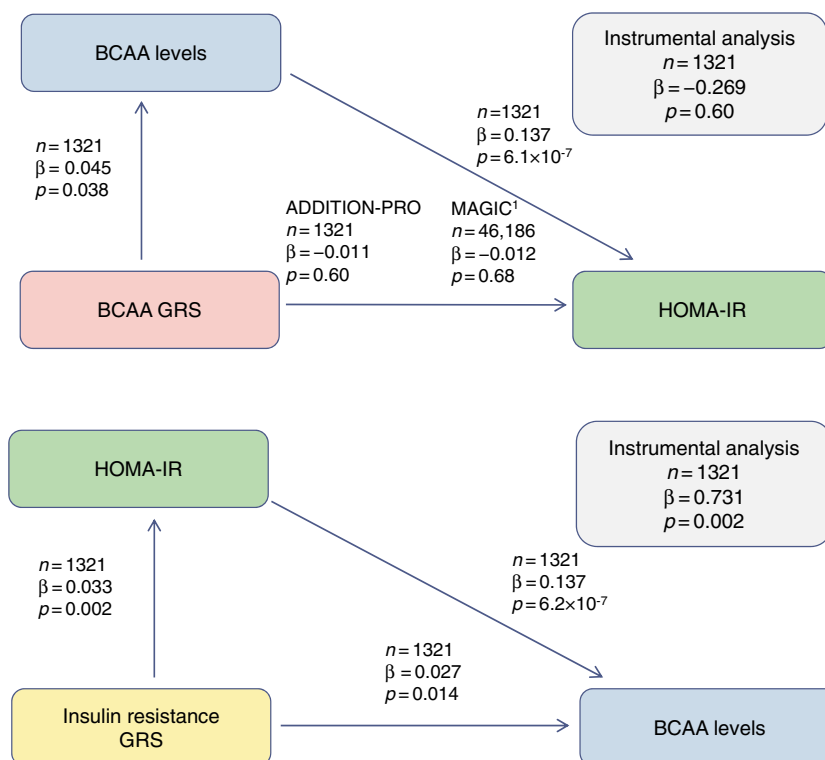 BCAA levels
Instrumental analysis
n = 1321
β = −0.269
p = 0.60
n =1321
β = 0.137
p = 6.1×10⁻⁷
n = 1321
β = 0.045
p = 0.038
ADDITION-PRO
n = 1321
β = −0.011
p = 0.60
MAGIC¹
n = 46,186
β = −0.012
p = 0.68
BCAA GRS
HOMA-IR
HOMA-IR
Instrumental analysis
n = 1321
β = 0.731
p = 0.002
n = 1321
β = 0.033
p = 0.002
n = 1321
β = 0.137
p = 6.2×10⁻⁷
n = 1321
β = 0.027
p = 0.014
Insulin resistance
GRS
BCAA levels